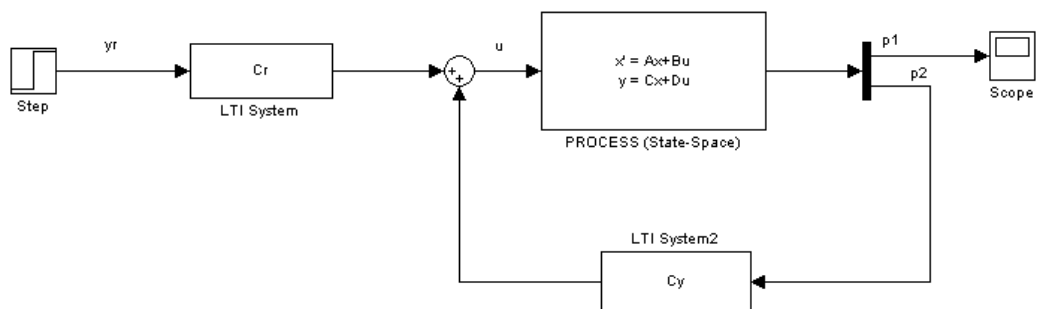 yr
Step
Cr
LTI System
+
+
u
x' = Ax+Bu
y = Cx+Du
PROCESS (State-Space)
p1
p2
Scope
LTI System2
Cy